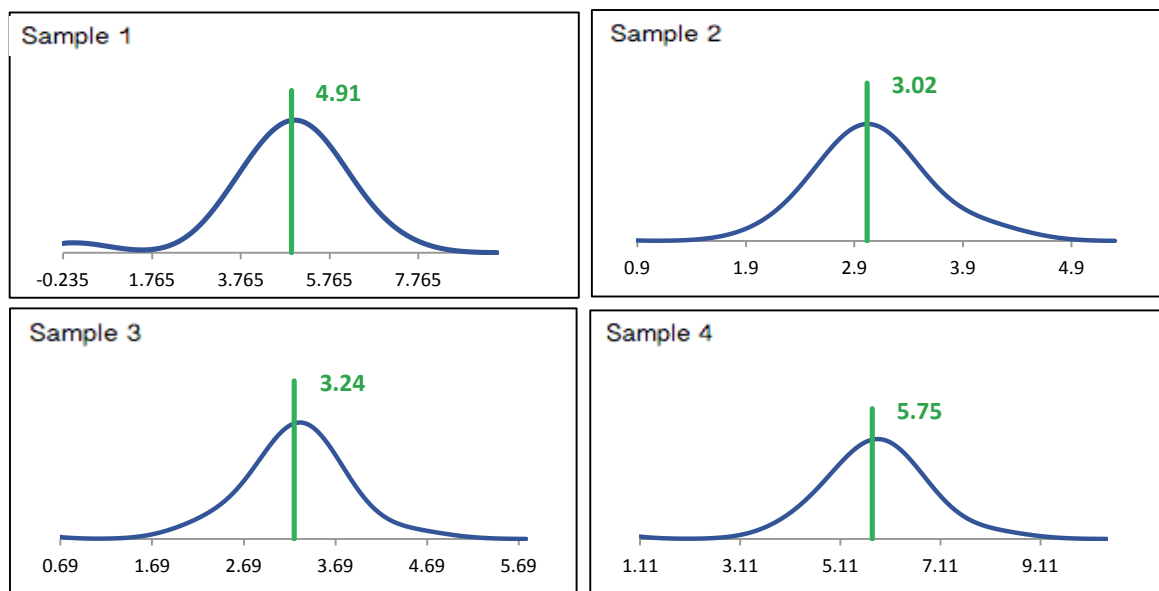 Sample 1
4.91
-0.235 1.765 3.765 5.765 7.765
Sample 2
3.02
0.9 1.9 2.9 3.9 4.9
Sample 3
3.24
0.69 1.69 2.69 3.69 4.69 5.69
Sample 4
5.75
1.11 3.11 5.11 7.11 9.11